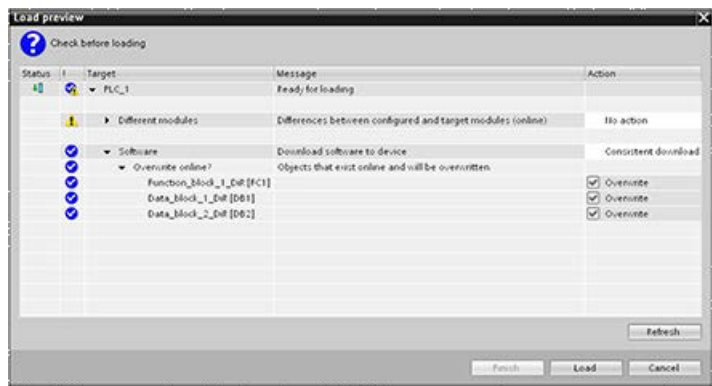 Load preview
Check before loading
Status ! Target Message Action
PLC_1 Ready for loading
Different modules Differences between configured and target modules (online) No action
Software Download software to device Consistent download
Overwrite online? Objects that exist online and will be overwritten
Function_block_1_Diff [FC1] Overwrite
Data_block_1_Diff [DB1] Overwrite
Data_block_2_Diff [DB2] Overwrite
Refresh
Finish Load Cancel